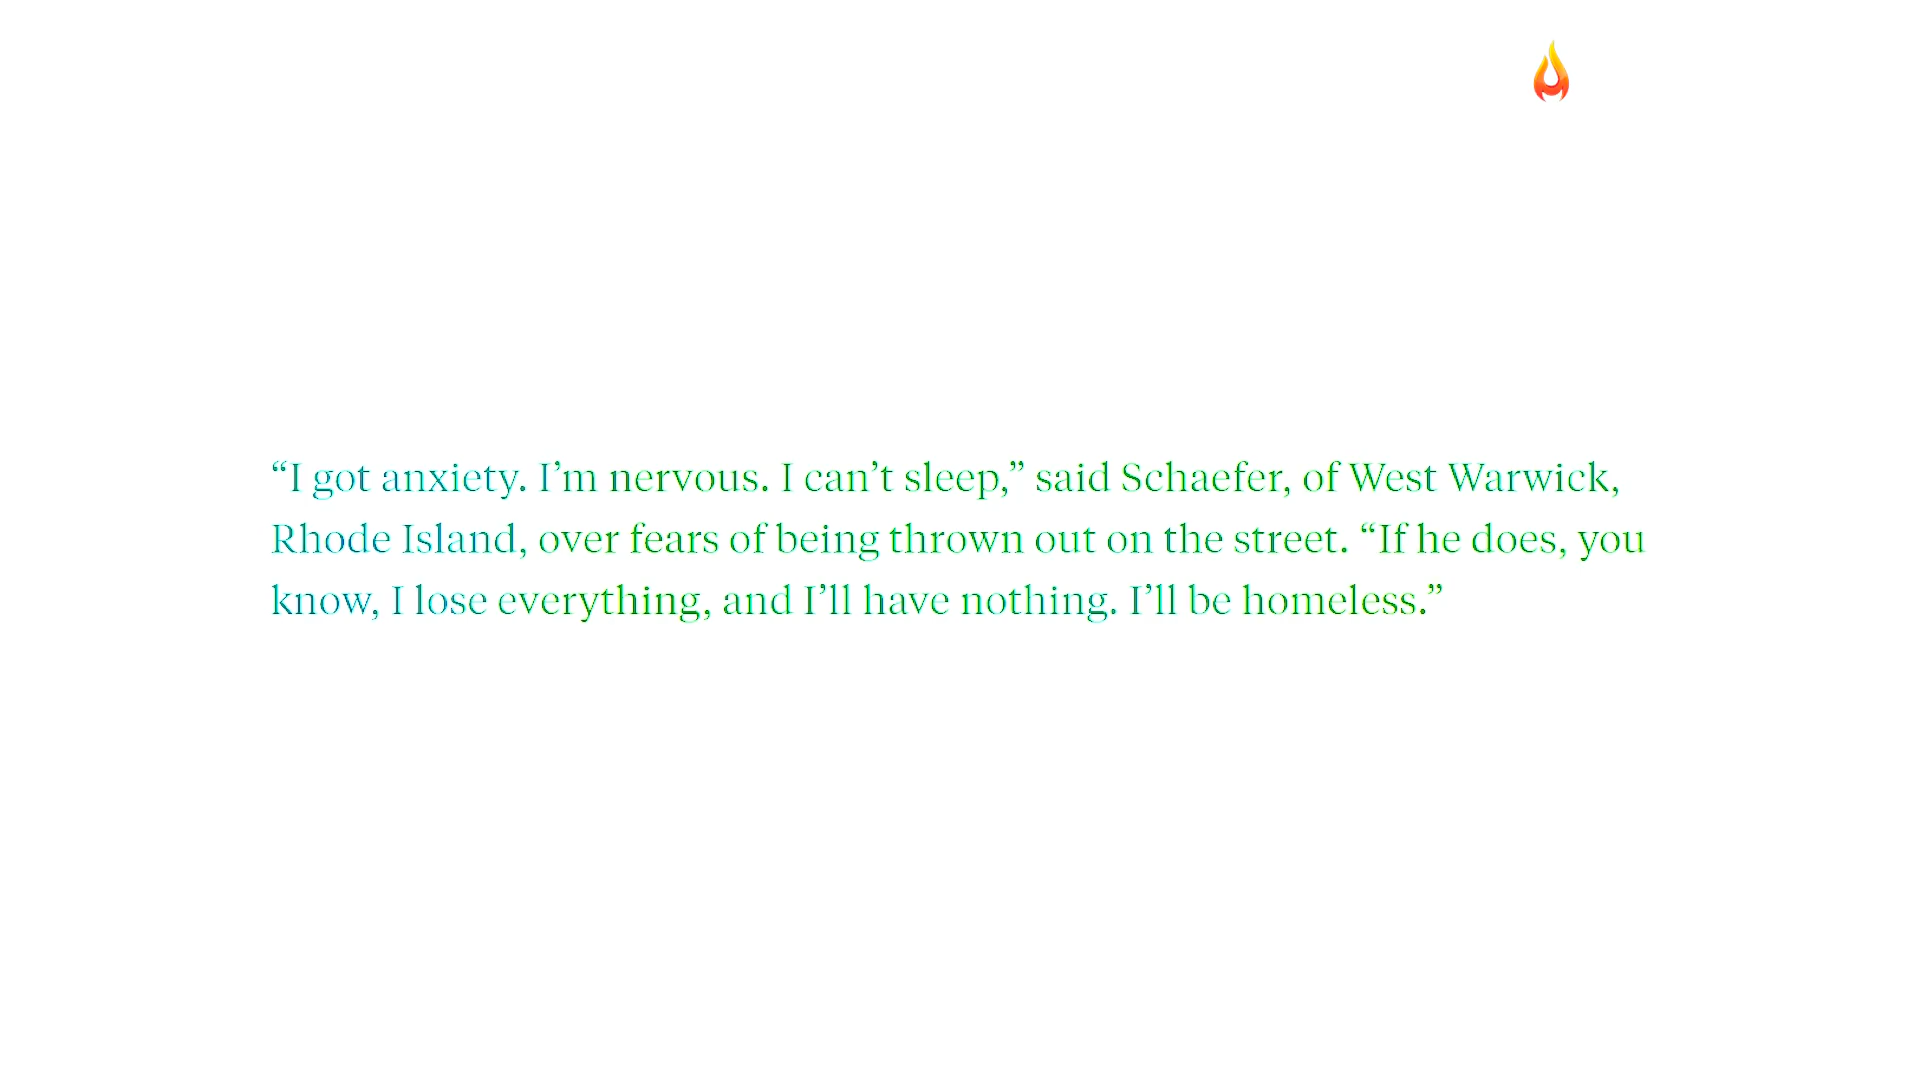 “I got anxiety. I’m nervous. I can’t sleep,” said Schaefer, of West Warwick,
Rhode Island, over fears of being thrown out on the street. “If he does, you
know, I lose everything, and I’ll have nothing. I’ll be homeless.”